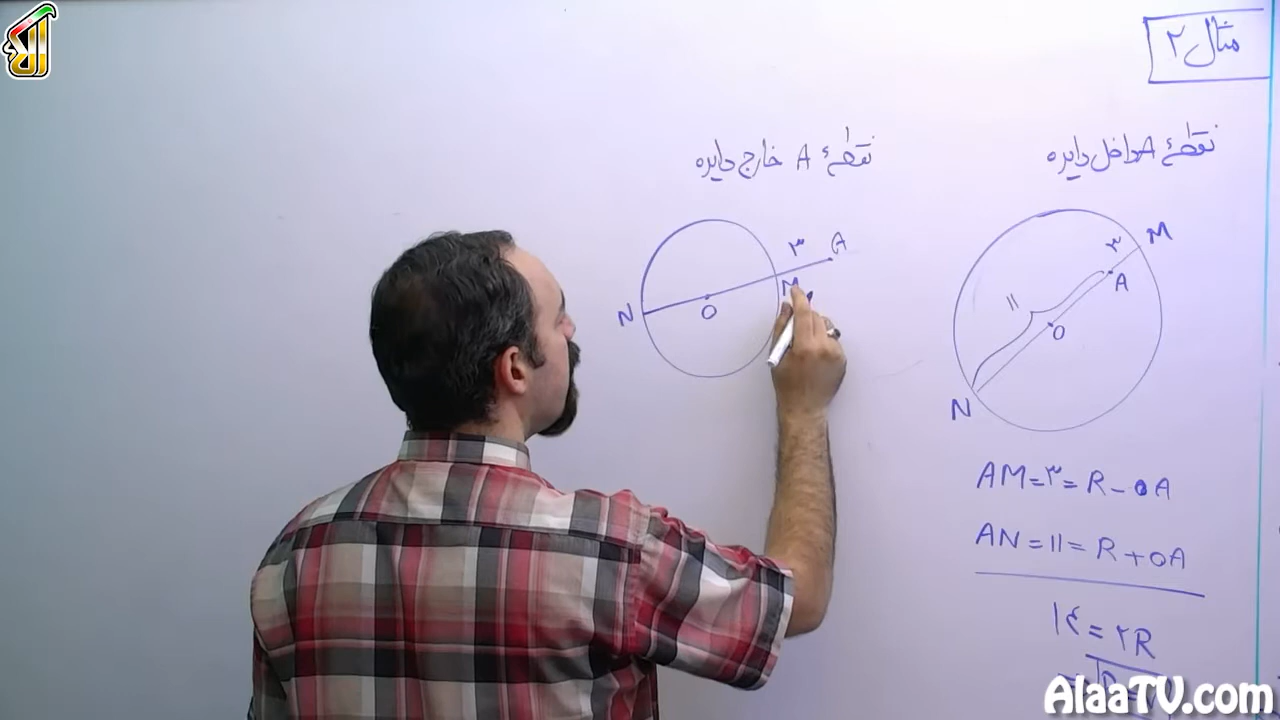 مثال ۲
نقطهٔ A داخل دایره
M
۳
A
۱۱
O
N
AM=۳=R-OA
AN=۱۱=R+OA
۱۴=۲R
نقطهٔ A خارج دایره
A
۳
M
O
N
آلاء
AlaaTV.com